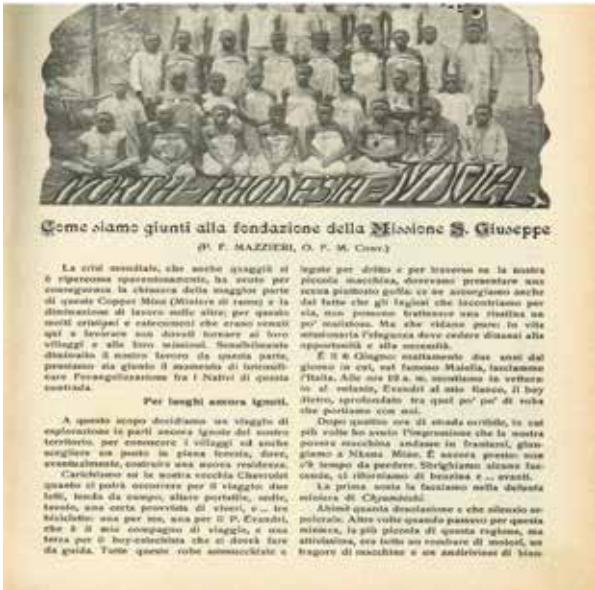 NORTH-RHODESIA=NDOLA
Come siamo giunti alla fondazione della Missione S. Giuseppe
(P. F. MAZZIERI, O. F. M. Conv.)
La crisi mondiale, che anche quaggiù si
è ripercossa spaventosamente, ha avuto per
conseguenza la chiusura della maggior parte
di queste Copper Mine (Miniere di rame) e la
diminuzione di lavoro nelle altre; per questo
molti cristiani e catecumeni che erano venuti
qui a lavorare non dovuti tornare ai loro
villaggi e alle loro missioni. Sensibilmente
diminuito il nostro lavoro da questa parte,
pensiamo sia giunto il momento di intensifi-
care l'evangelizzazione fra i Nativi di questa
contrada.
Per luoghi ancora ignoti.
A questo scopo decidiamo un viaggio di
esplorazione in parti ancora a ignote del nostro
territorio, per conoscere i villaggi ed anche
scegliere un posto in piena foresta, dove,
eventualmente, costruire una nuova residenza.
Carichiamo su la nostra vecchia Chevrolet
quanto ci potrà occorrere per il viaggio: due
letti, tenda da campo, altare portatile, sedie,
tavolo, una certa provvista di viveri, e ... tre
biciclette: una per me, una per il P. Evandri,
che è il mio compagno di viaggio, e una
terza per il boy-catechista che ci dovrà fare
da guida. Tutte queste robe ammucchiate e
legate per dritto e per traverso su la nostra
piccola macchina, dovevano presentare una
scena piuttosto goffa: ce ne accorgiamo anche
dal fatto che gli Inglesi che incontriamo per
via, non possono trattenere una risatina un
po' maliziosa. Ma che ridano pure: in vita
missionaria l'eleganza deve cedere dinanzi alla
opportunità e alla necessità.
È il 6 Giugno: esattamente due anni dal
giorno in cui, sul famoso Maiella, lasciammo
l'Italia. Alle ore 10 a. m. montiamo in vettura:
io al volante, Evandri al mio fianco, il boy
dietro, sprofondato tra quel po' po' di roba
che portiamo con noi.
Dopo quattro ore di strada orribile, in cui
più volte ho avuto l'impressione che la nostra
povera macchina andasse in frantumi, giun-
giamo a Nkana Mine. È ancora presto: non
c'è tempo da perdere. Sbrighiamo alcune fac-
cende, ci riforniamo di benzina e ... avanti.
La prima sosta la facciamo nella defunta
miniera di Chyambishi.
Ahimè quanta desolazione e che silenzio se-
polcrale. Altre volte quando passavo per questa
miniera, la più piccola di questa regione, ma
attivissima, era tutto un rombare di motori, un
fragore di macchine e un andirivieni di bian-